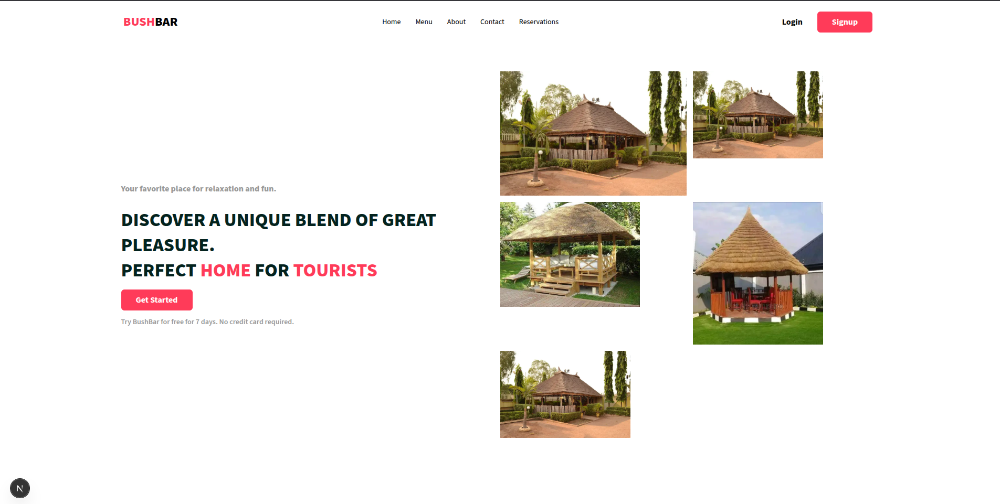 BUSHBAR
Home Menu About Contact Reservations
Login Signup
Your favorite place for relaxation and fun.
DISCOVER A UNIQUE BLEND OF GREAT
PLEASURE.
PERFECT HOME FOR TOURISTS
Get Started
Try BushBar for free for 7 days. No credit card required.
N